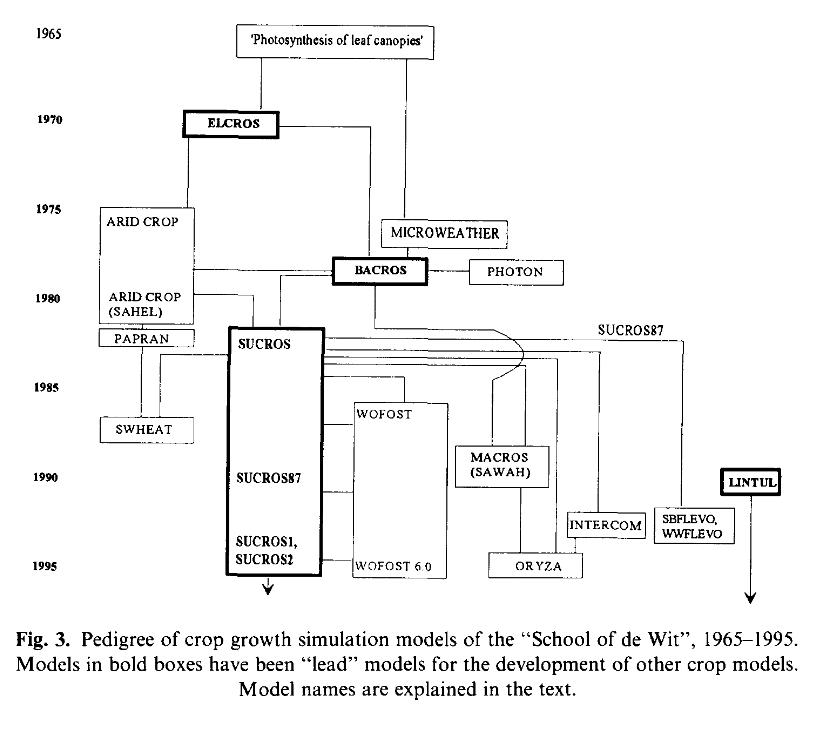 1965
'Photosynthesis of leaf canopies'
1970
ELCROS
1975
ARID CROP
MICROWEATHER
BACROS
PHOTON
1980
ARID CROP
(SAHEL)
PAPRAN
SUCROS
SUCROS87
1985
SWHEAT
WOFOST
MACROS
(SAWAH)
1990
SUCROS87
LINTUL
INTERCOM
SBFLEVO,
WWFLEVO
SUCROS1,
SUCROS2
1995
WOFOST 6.0
ORYZA
Fig. 3. Pedigree of crop growth simulation models of the “School of de Wit”, 1965–1995.
Models in bold boxes have been “lead” models for the development of other crop models.
Model names are explained in the text.